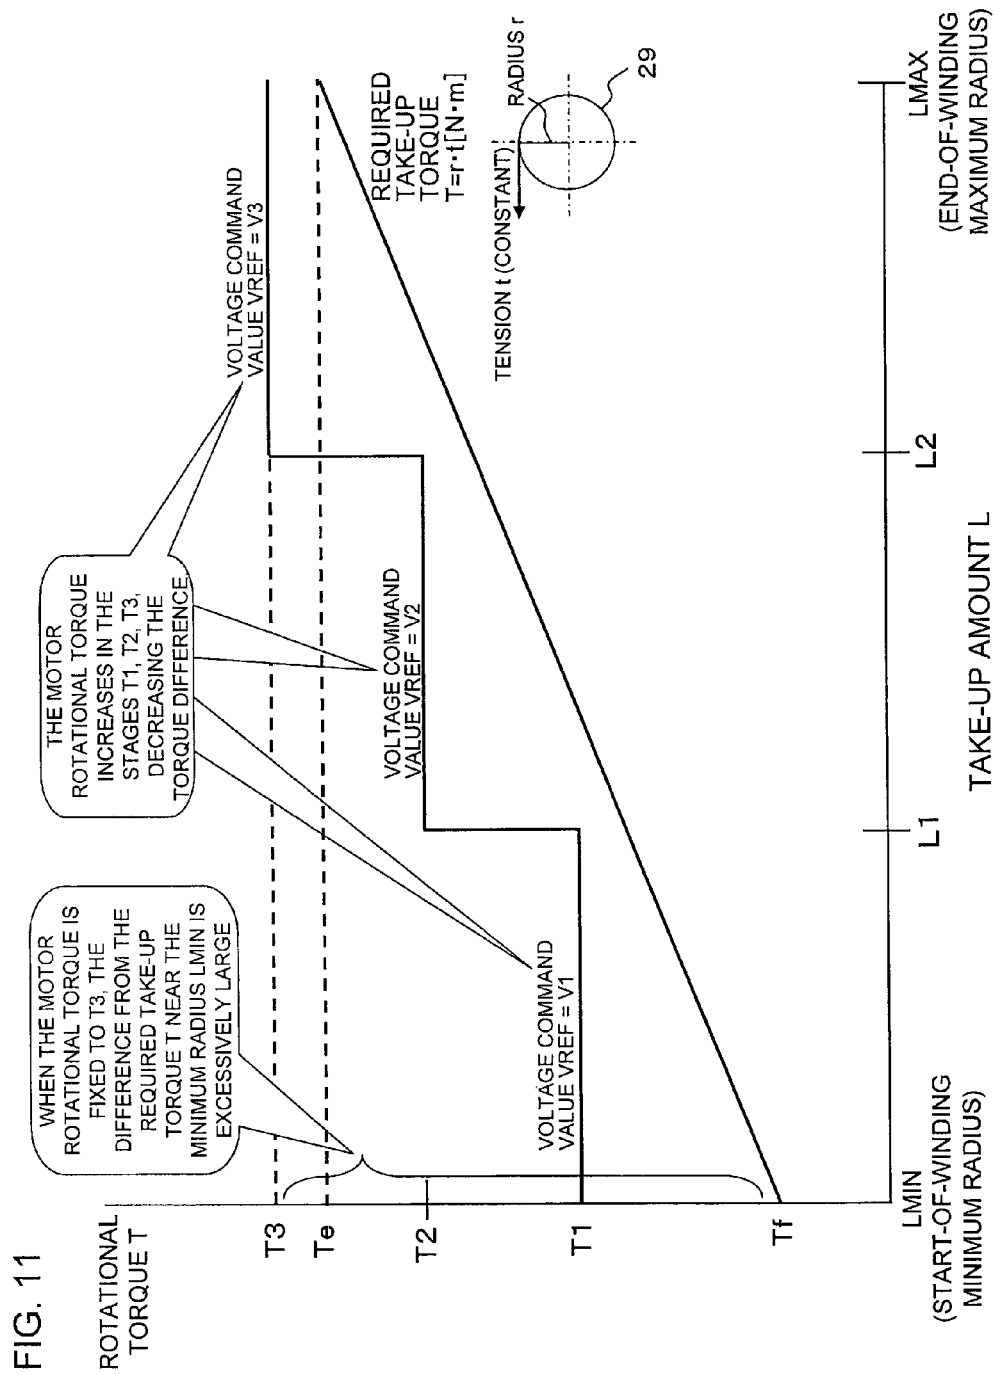 FIG. 11
ROTATIONAL
TORQUE T
WHEN THE MOTOR
ROTATIONAL TORQUE IS
FIXED TO T3, THE
DIFFERENCE FROM THE
REQUIRED TAKE-UP
TORQUE T NEAR THE
MINIMUM RADIUS LMIN IS
EXCESSIVELY LARGE
THE MOTOR
ROTATIONAL TORQUE
INCREASES IN THE
STAGES T1, T2, T3,
DECREASING THE
TORQUE DIFFERENCE
VOLTAGE COMMAND
VALUE VREF = V3
T3
Te
T2
T1
Tf
VOLTAGE COMMAND
VALUE VREF = V2
VOLTAGE COMMAND
VALUE VREF = V1
REQUIRED
TAKE-UP
TORQUE
T=r·t[N·m]
TENSION t (CONSTANT)
RADIUS r
29
LMIN
(START-OF-WINDING
MINIMUM RADIUS)
L1
L2
LMAX
(END-OF-WINDING
MAXIMUM RADIUS)
TAKE-UP AMOUNT L